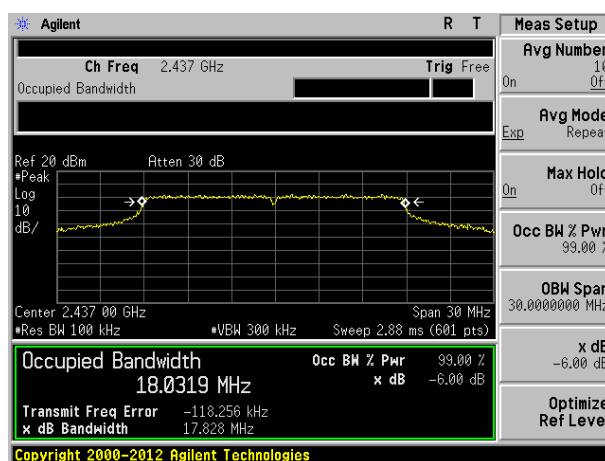 Agilent R T
Ch Freq 2.437 GHz Trig Free
Occupied Bandwidth
Ref 20 dBm Atten 30 dB
#Peak
Log
10
dB/
Center 2.437 00 GHz Span 30 MHz
#Res BW 100 kHz #VBW 300 kHz Sweep 2.88 ms (601 pts)
Occupied Bandwidth Occ BW % Pwr 99.00 %
18.0319 MHz x dB -6.00 dB
Transmit Freq Error -118.256 kHz
x dB Bandwidth 17.828 MHz
Copyright 2000-2012 Agilent Technologies
Meas Setup
Avg Number
On
Avg Mode
Exp Repea
Max Hold
On Of
Occ BW % Pwr
99.00 %
OBW Span
30.0000000 MHz
x dB
-6.00 dB
Optimize
Ref Leve